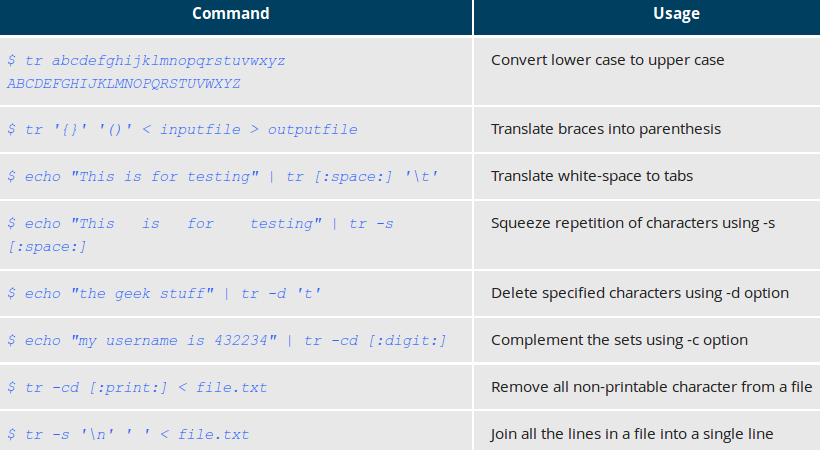 Command Usage
$ tr abcdefghijklmnopqrstuvwxyz Convert lower case to upper case
ABCDEFGHIJKLMNOPQRSTUVWXYZ
$ tr '{}' '()' < inputfile > outputfile Translate braces into parenthesis
$ echo "This is for testing" | tr [:space:] '\t' Translate white-space to tabs
$ echo "This   is   for    testing" | tr -s Squeeze repetition of characters using -s
[:space:]
$ echo "the geek stuff" | tr -d 't' Delete specified characters using -d option
$ echo "my username is 432234" | tr -cd [:digit:] Complement the sets using -c option
$ tr -cd [:print:] < file.txt Remove all non-printable character from a file
$ tr -s '\n' ' ' < file.txt Join all the lines in a file into a single line